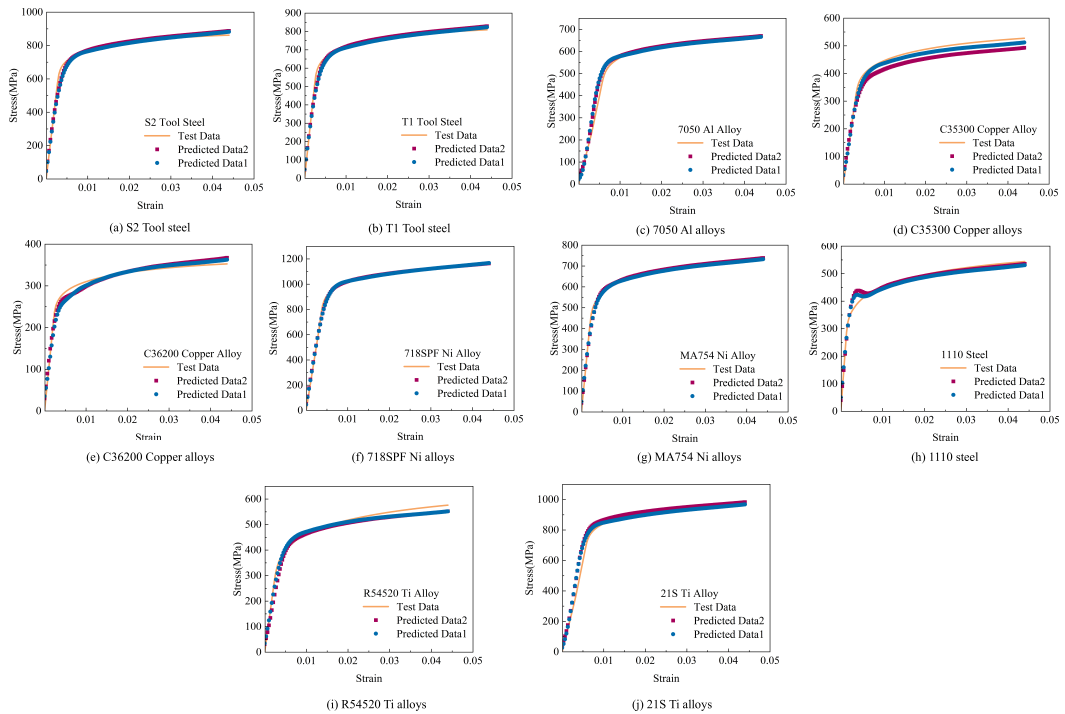 1000
800
600
400
200
0
Stress(MPa)
S2 Tool Steel
Test Data
Predicted Data2
Predicted Data1
0.01 0.02 0.03 0.04 0.05
Strain
(a) S2 Tool steel
900
800
700
600
500
400
300
200
100
0
Stress(MPa)
T1 Tool Steel
Test Data
Predicted Data2
Predicted Data1
0.01 0.02 0.03 0.04 0.05
Strain
(b) T1 Tool steel
700
600
500
400
300
200
100
0
Stress(MPa)
7050 Al Alloy
Test Data
Predicted Data2
Predicted Data1
0.01 0.02 0.03 0.04 0.05
Strain
(c) 7050 Al alloys
600
500
400
300
200
100
0
Stress(MPa)
C35300 Copper Alloy
Test Data
Predicted Data2
Predicted Data1
0.01 0.02 0.03 0.04 0.05
Strain
(d) C35300 Copper alloys
400
300
200
100
0
Stress(MPa)
C36200 Copper Alloy
Test Data
Predicted Data2
Predicted Data1
0.01 0.02 0.03 0.04 0.05
Strain
(e) C36200 Copper alloys
1200
1000
800
600
400
200
0
Stress(MPa)
718SPF Ni Alloy
Test Data
Predicted Data2
Predicted Data1
0.01 0.02 0.03 0.04 0.05
Strain
(f) 718SPF Ni alloys
800
700
600
500
400
300
200
100
0
Stress(MPa)
MA754 Ni Alloy
Test Data
Predicted Data2
Predicted Data1
0.01 0.02 0.03 0.04 0.05
Strain
(g) MA754 Ni alloys
600
500
400
300
200
100
0
Stress(MPa)
1110 Steel
Test Data
Predicted Data2
Predicted Data1
0.01 0.02 0.03 0.04 0.05
Strain
(h) 1110 steel
600
500
400
300
200
100
0
Stress(MPa)
R54520 Ti Alloy
Test Data
Predicted Data2
Predicted Data1
0.01 0.02 0.03 0.04 0.05
Strain
(i) R54520 Ti alloys
1000
800
600
400
200
0
Stress(MPa)
21S Ti Alloy
Test Data
Predicted Data2
Predicted Data1
0.01 0.02 0.03 0.04 0.05
Strain
(j) 21S Ti alloys